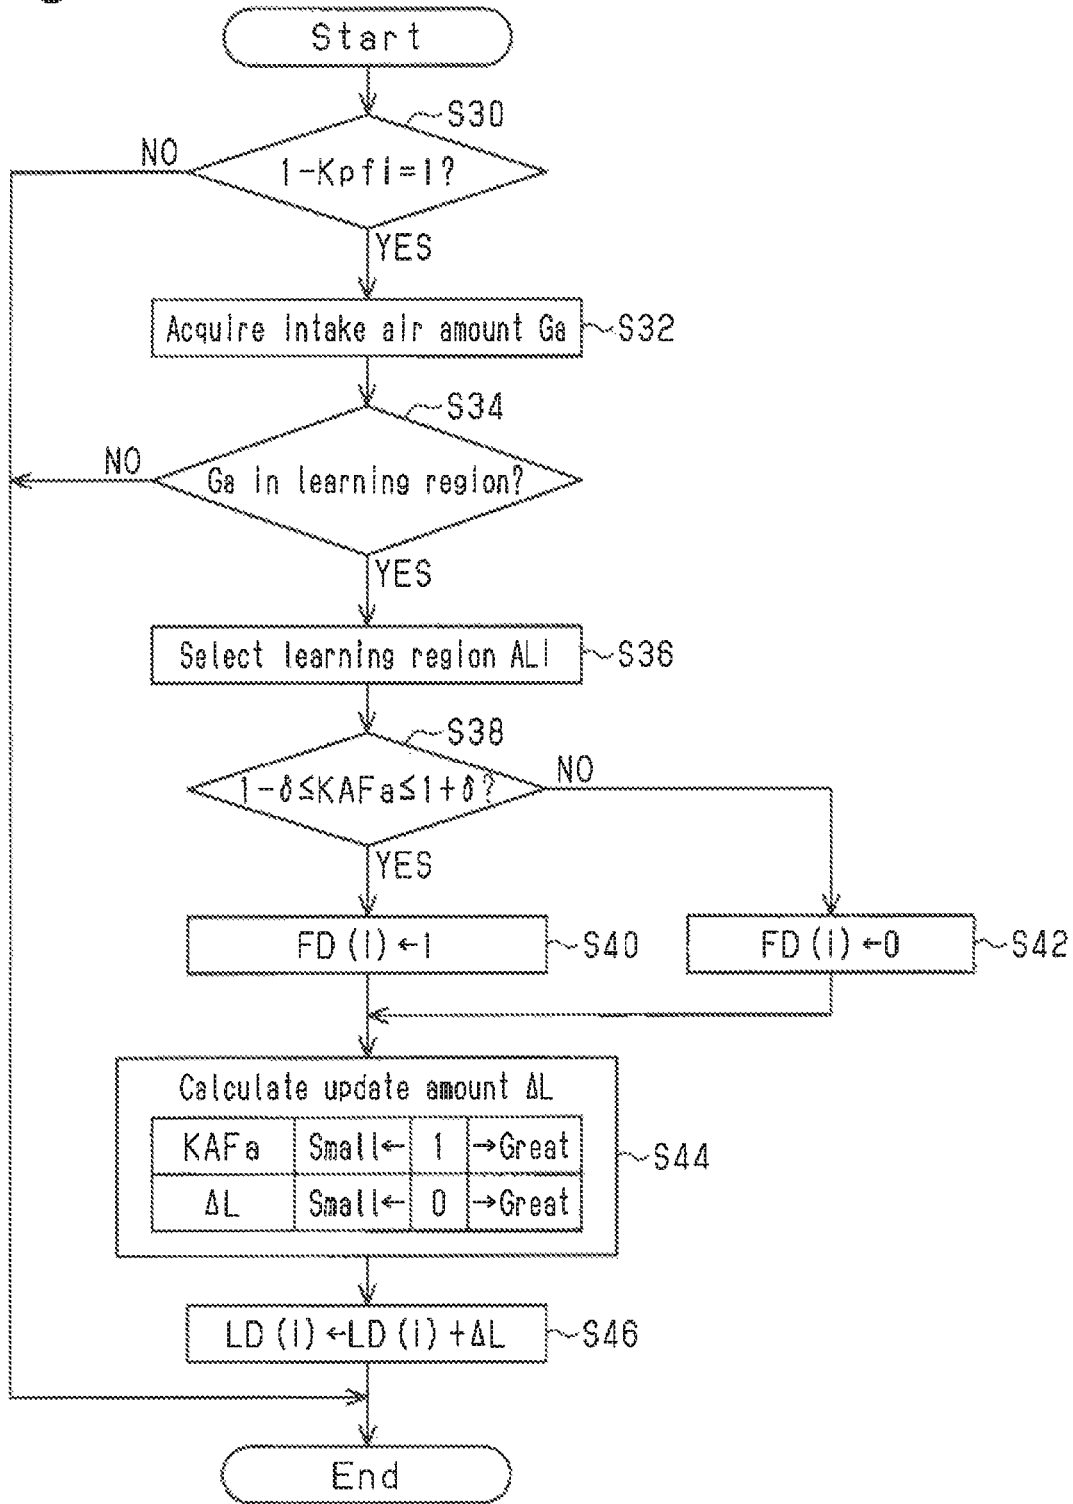 Start
S30
NO
1-Kpfi=1?
YES
Acquire intake air amount Ga
S32
S34
NO
Ga in learning region?
YES
Select learning region ALi
S36
S38
NO
1-δ≤KAFa≤1+δ?
YES
FD(i)←1
S40
FD(i)←0
S42
Calculate update amount ΔL
KAFa Small← 1 →Great
S44
ΔL Small← 0 →Great
LD(i)←LD(i)+ΔL
S46
End